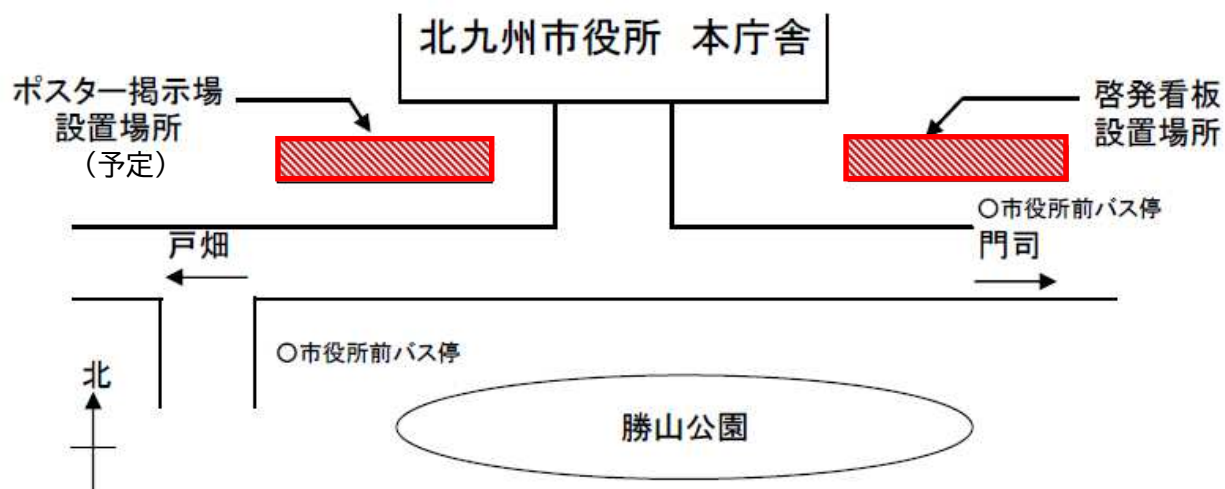 北九州市役所 本庁舎
ポスター掲示場
設置場所
（予定）
啓発看板
設置場所
○市役所前バス停
戸畑
門司
○市役所前バス停
北
勝山公園